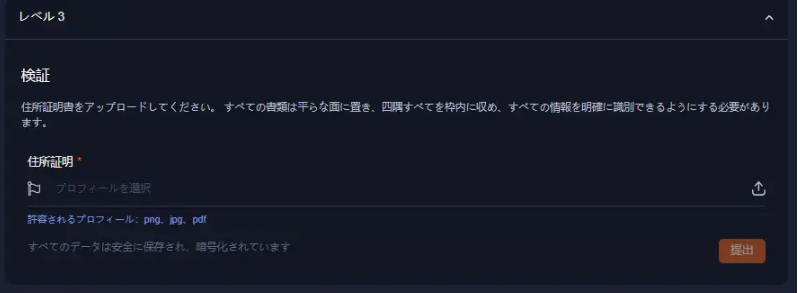 レベル 3
検証
住所証明書をアップロードしてください。 すべての書類は平らな面に置き、四隅すべてを枠内に収め、すべての情報を明確に識別できるようにする必要があり
ます。
住所証明 *
プロフィールを選択
許容されるプロフィール: png、jpg、pdf
すべてのデータは安全に保存され、暗号化されています
提出